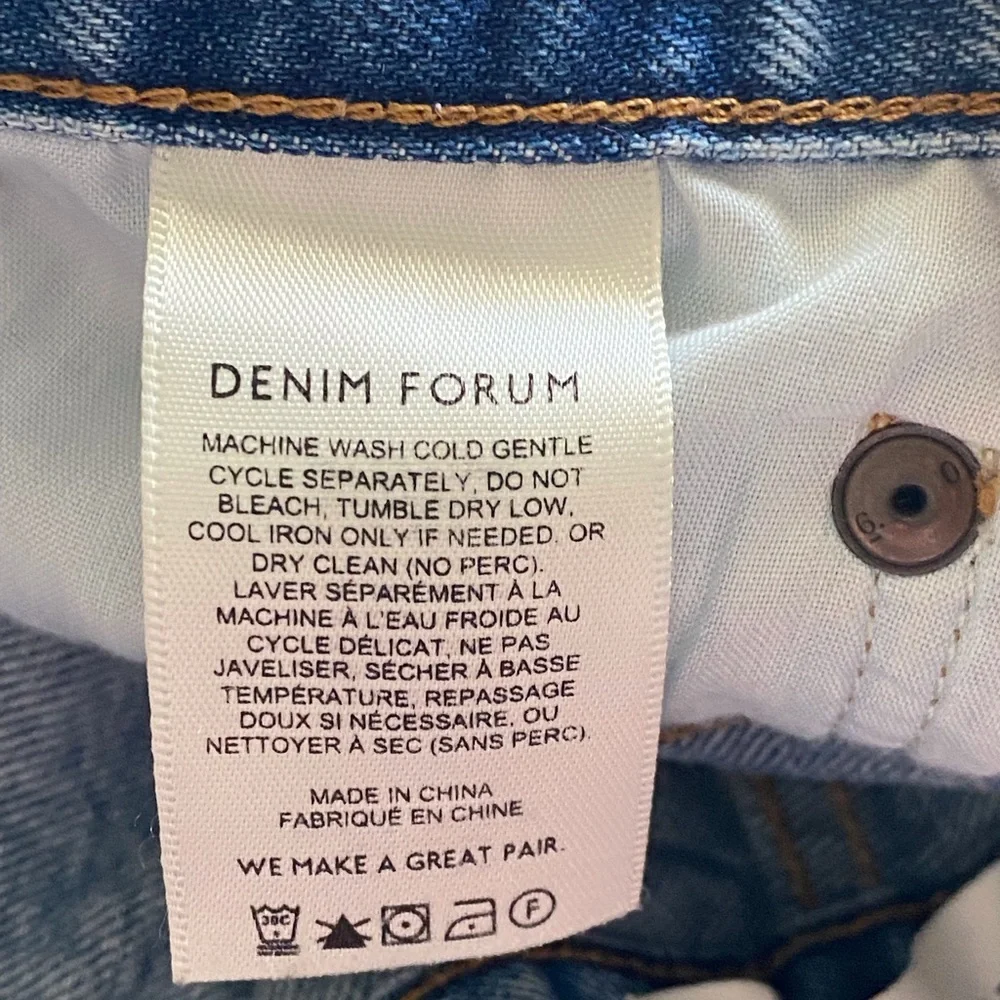 DENIM FORUM
MACHINE WASH COLD GENTLE
CYCLE SEPARATELY, DO NOT
BLEACH, TUMBLE DRY LOW,
COOL IRON ONLY IF NEEDED. OR
DRY CLEAN (NO PERC).
LAVER SÉPARÉMENT À LA
MACHINE À L'EAU FROIDE AU
CYCLE DÉLICAT, NE PAS
JAVELISER, SÉCHER À BASSE
TEMPÉRATURE, REPASSAGE
DOUX SI NÉCESSAIRE. OU
NETTOYER À SEC (SANS PERC).
MADE IN CHINA
FABRIQUÉ EN CHINE
WE MAKE A GREAT PAIR.
30C
F